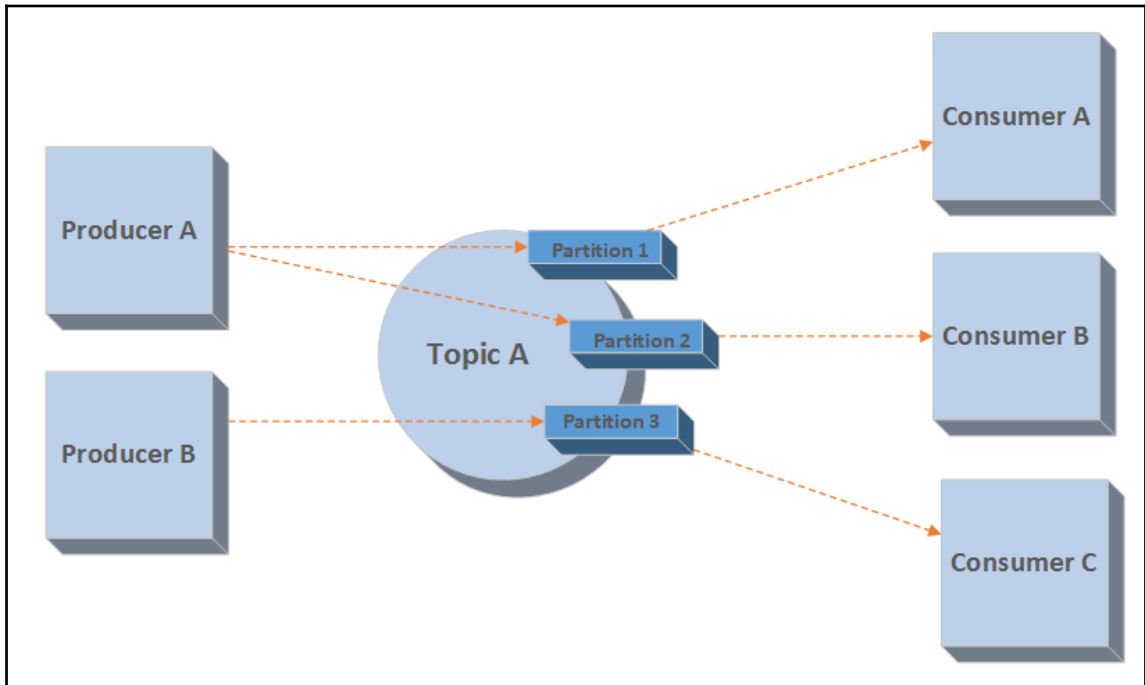 Producer A
Producer B
Topic A
Partition 1
Partition 2
Partition 3
Consumer A
Consumer B
Consumer C